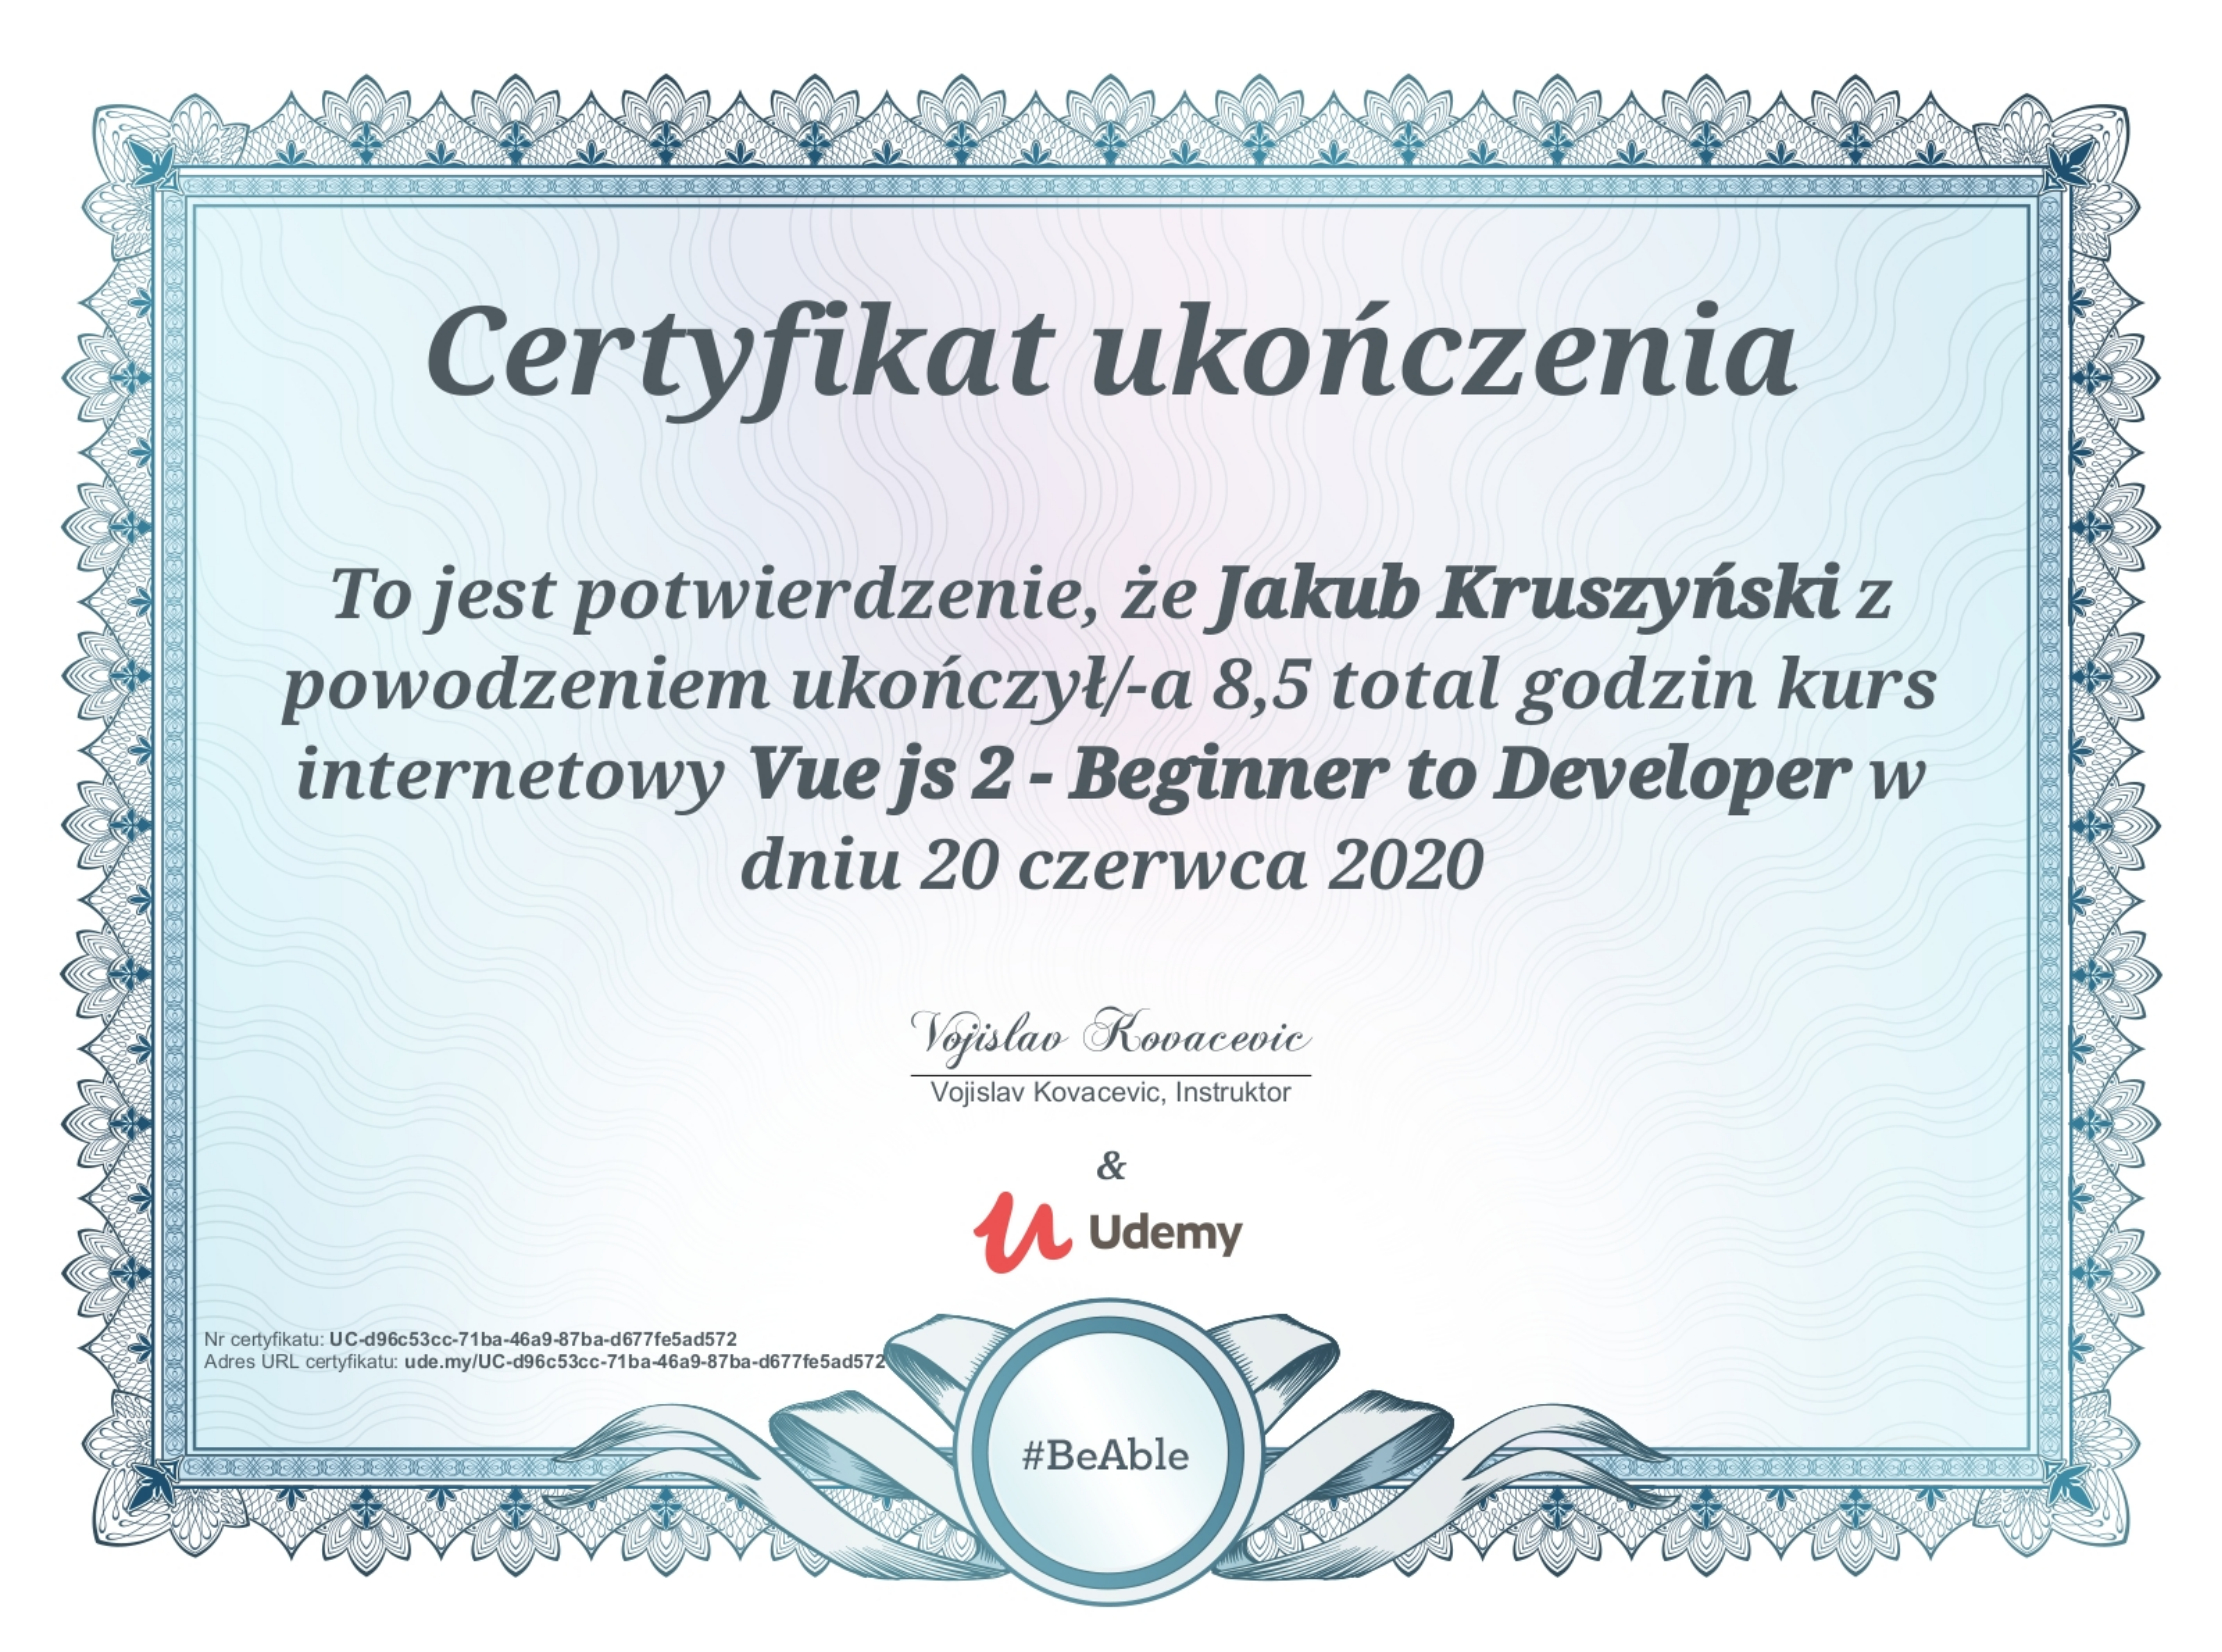 Certyfikat ukończenia
To jest potwierdzenie, że Jakub Kruszyński z
powodzeniem ukończył/-a 8,5 total godzin kurs
internetowy Vue js 2 - Beginner to Developer w
dniu 20 czerwca 2020
Vojislav Kovacevic
Vojislav Kovacevic, Instruktor
&
Udemy
Nr certyfikatu: UC-d96c53cc-71ba-46a9-87ba-d677fe5ad572
Adres URL certyfikatu: ude.my/UC-d96c53cc-71ba-46a9-87ba-d677fe5ad572
#BeAble